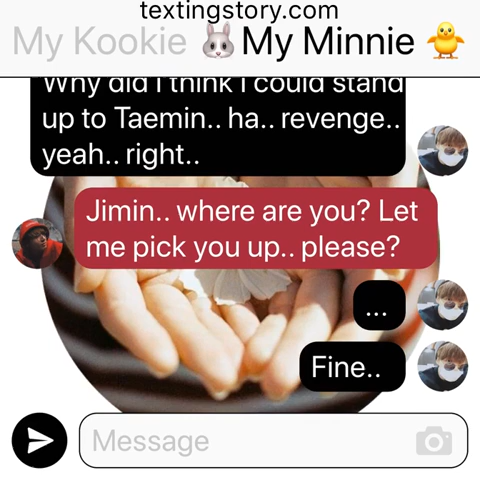 textingstory.com
My Kookie 🐰 My Minnie 🐥
Why did I think I could stand
up to Taemin.. ha.. revenge..
yeah.. right..
Jimin.. where are you? Let
me pick you up.. please?
...
Fine..
Message